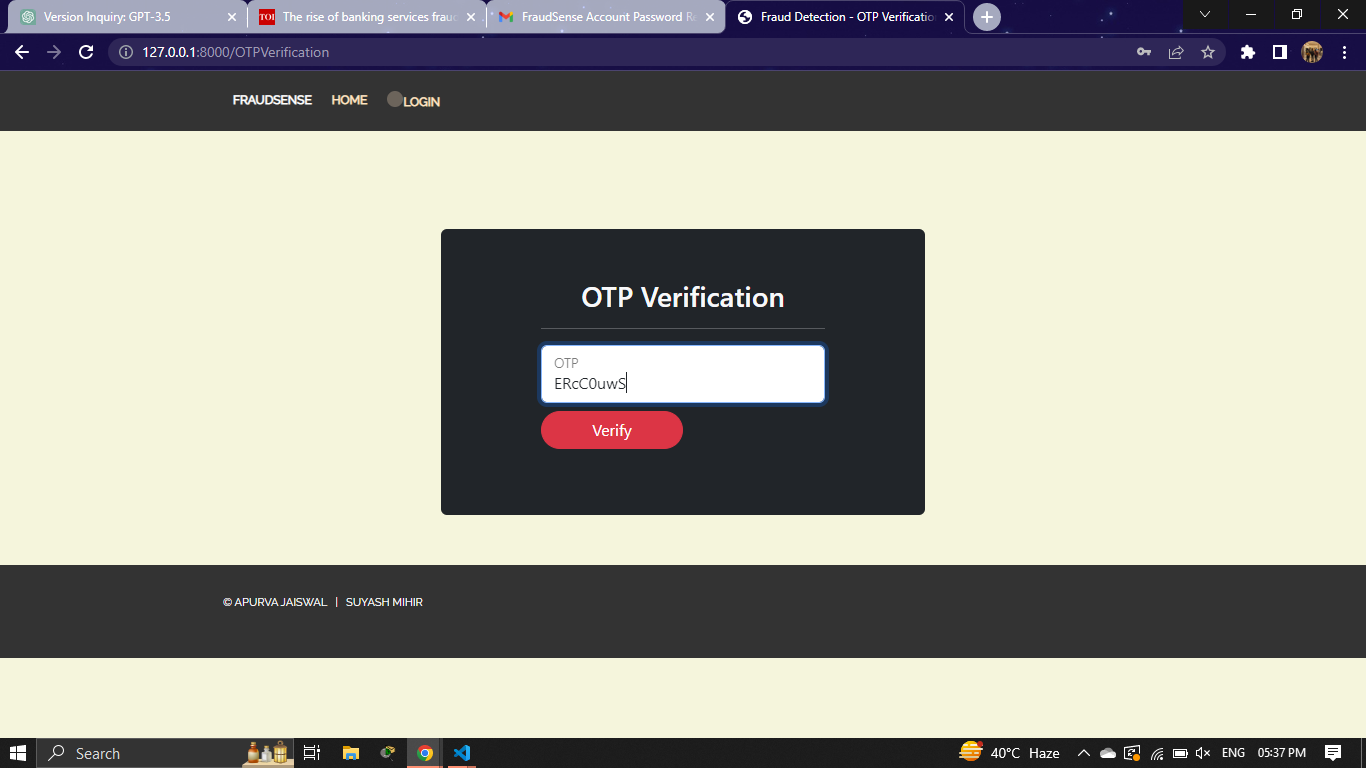 Version Inquiry: GPT-3.5
TOI The rise of banking services frau
FraudSense Account Password Re
Fraud Detection - OTP Verification
127.0.0.1:8000/OTPVerification
FRAUDSENSE HOME LOGIN
OTP Verification
OTP
ERcC0uwS
Verify
© APURVA JAISWAL | SUYASH MIHIR
Search
40°C Haze
ENG
05:37 PM